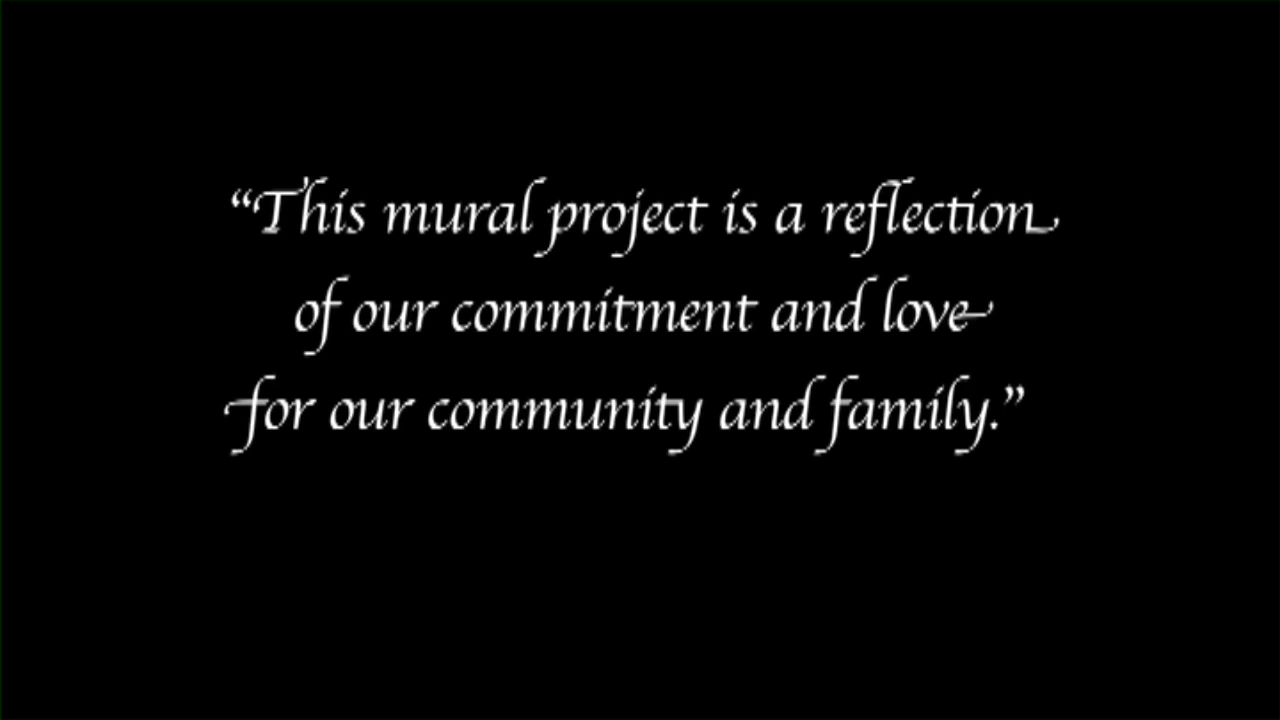 “This mural project is a reflection
of our commitment and love
for our community and family.”